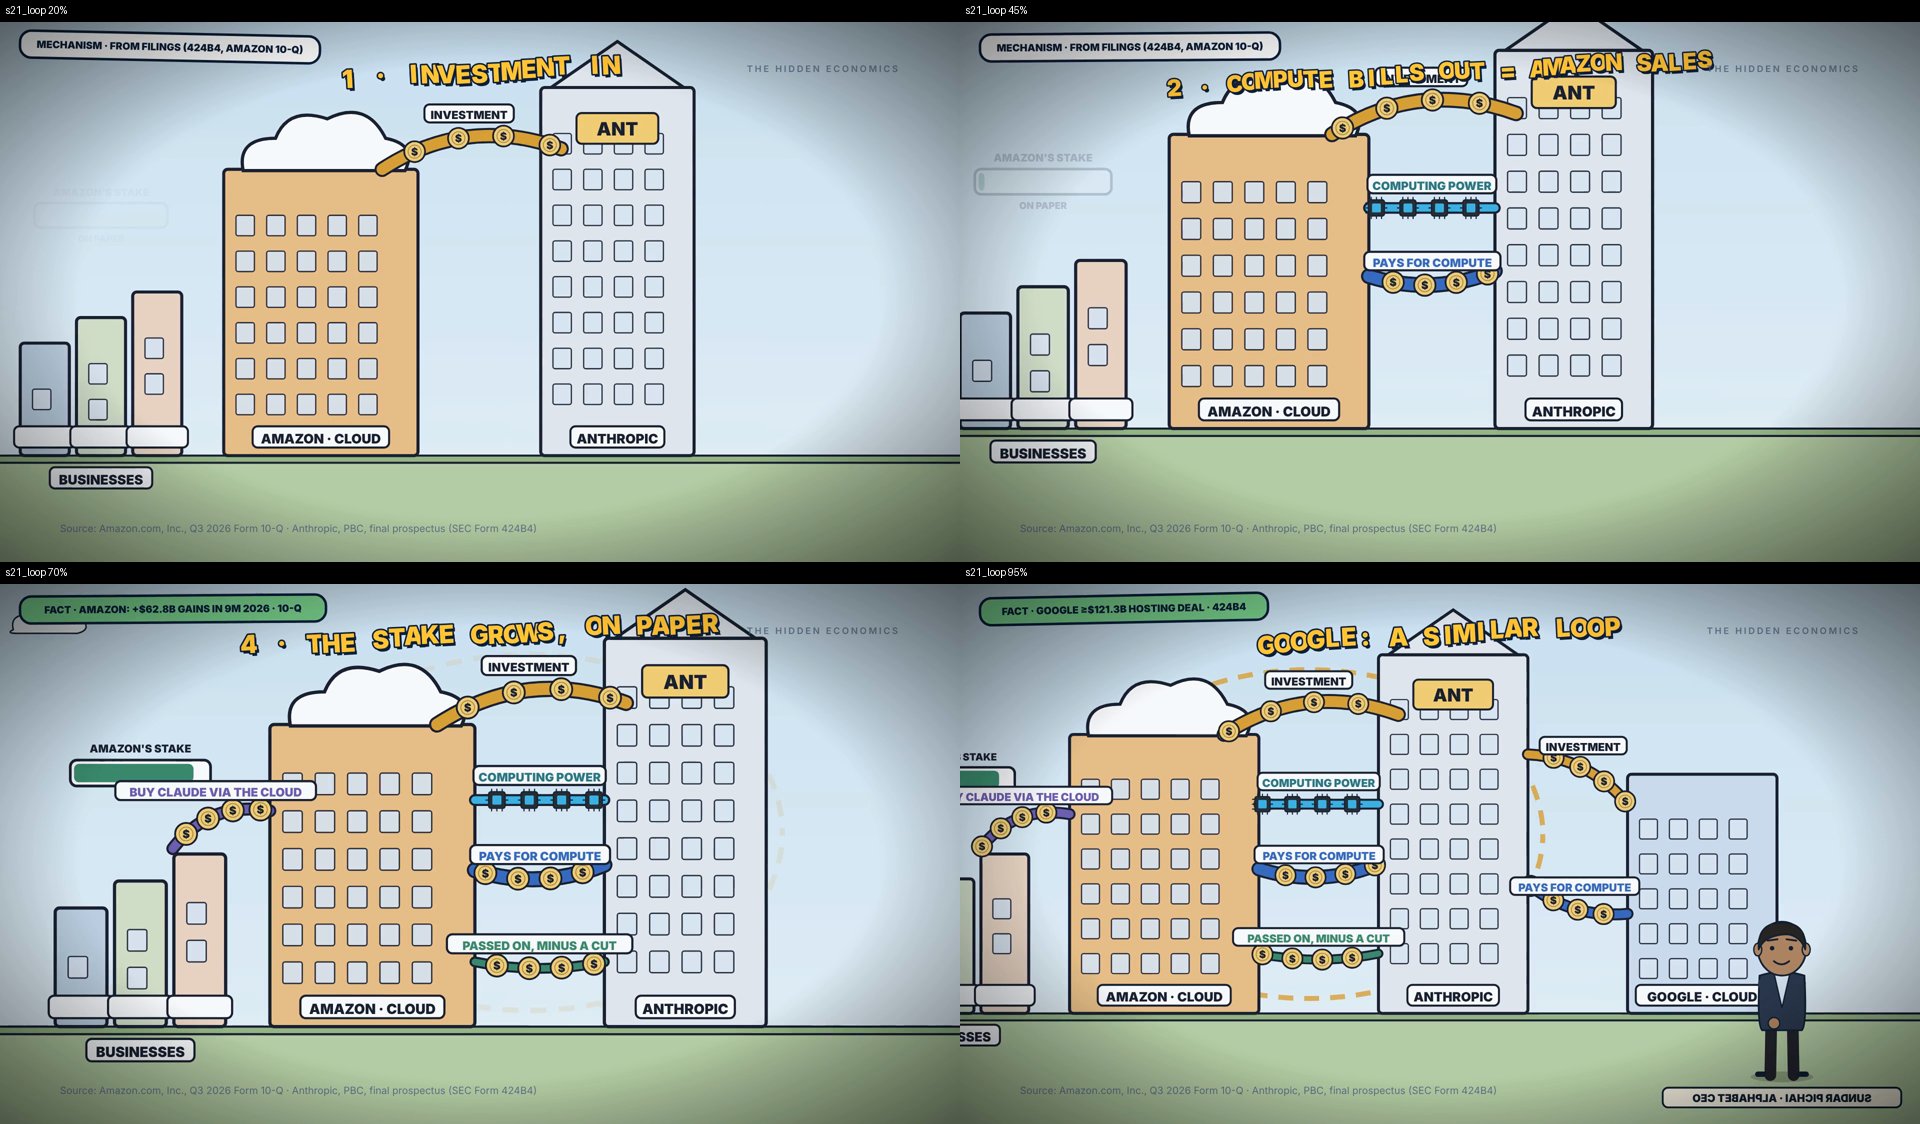 s21_loop 20%
MECHANISM · FROM FILINGS (424B4, AMAZON 10-Q)
1 · INVESTMENT IN
THE HIDDEN ECONOMICS
INVESTMENT
ANT
AMAZON'S STAKE
ON PAPER
AMAZON · CLOUD
ANTHROPIC
BUSINESSES
Source: Amazon.com, Inc., Q3 2026 Form 10-Q · Anthropic, PBC, final prospectus (SEC Form 424B4)
s21_loop 45%
MECHANISM · FROM FILINGS (424B4, AMAZON 10-Q)
2 · COMPUTE BILLS OUT = AMAZON SALES
HIDDEN ECONOMICS
ANT
AMAZON'S STAKE
ON PAPER
COMPUTING POWER
PAYS FOR COMPUTE
AMAZON · CLOUD
ANTHROPIC
BUSINESSES
Source: Amazon.com, Inc., Q3 2026 Form 10-Q · Anthropic, PBC, final prospectus (SEC Form 424B4)
s21_loop 70%
FACT · AMAZON: +$62.8B GAINS IN 9M 2026 · 10-Q
4 · THE STAKE GROWS, ON PAPER
THE HIDDEN ECONOMICS
INVESTMENT
ANT
AMAZON'S STAKE
BUY CLAUDE VIA THE CLOUD
COMPUTING POWER
PAYS FOR COMPUTE
PASSED ON, MINUS A CUT
AMAZON · CLOUD
ANTHROPIC
BUSINESSES
Source: Amazon.com, Inc., Q3 2026 Form 10-Q · Anthropic, PBC, final prospectus (SEC Form 424B4)
s21_loop 95%
FACT · GOOGLE ≥$121.3B HOSTING DEAL · 424B4
GOOGLE: A SIMILAR LOOP
THE HIDDEN ECONOMICS
INVESTMENT
ANT
INVESTMENT
STAKE
Y CLAUDE VIA THE CLOUD
COMPUTING POWER
PAYS FOR COMPUTE
PAYS FOR COMPUTE
PASSED ON, MINUS A CUT
AMAZON · CLOUD
ANTHROPIC
GOOGLE · CLOUD
SSES
Source: Amazon.com, Inc., Q3 2026 Form 10-Q · Anthropic, PBC, final prospectus (SEC Form 424B4)
SUNDAR PICHAI · ALPHABET CEO